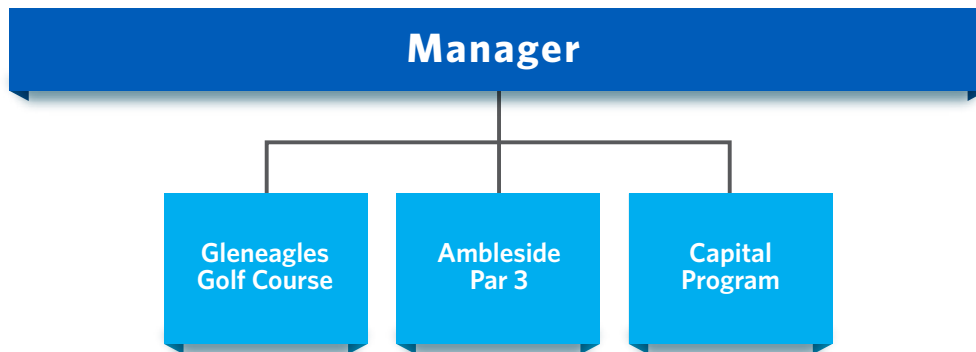 Manager
Gleneagles
Golf Course
Ambleside
Par 3
Capital
Program